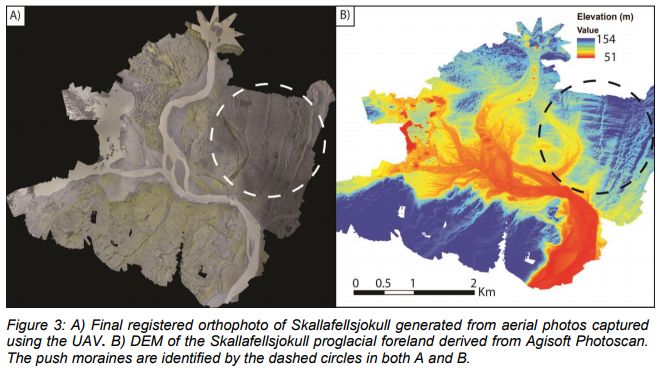 A)
B)
Elevation (m)
Value
154
51
0 0.5 1 2
Km
Figure 3: A) Final registered orthophoto of Skallafellsjokull generated from aerial photos captured
using the UAV. B) DEM of the Skallafellsjokull proglacial foreland derived from Agisoft Photoscan.
The push moraines are identified by the dashed circles in both A and B.